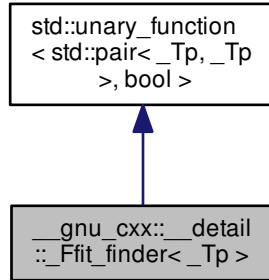 std::unary_function
< std::pair< _Tp, _Tp
>, bool >
__gnu_cxx::__detail
::_Ffit_finder< _Tp >